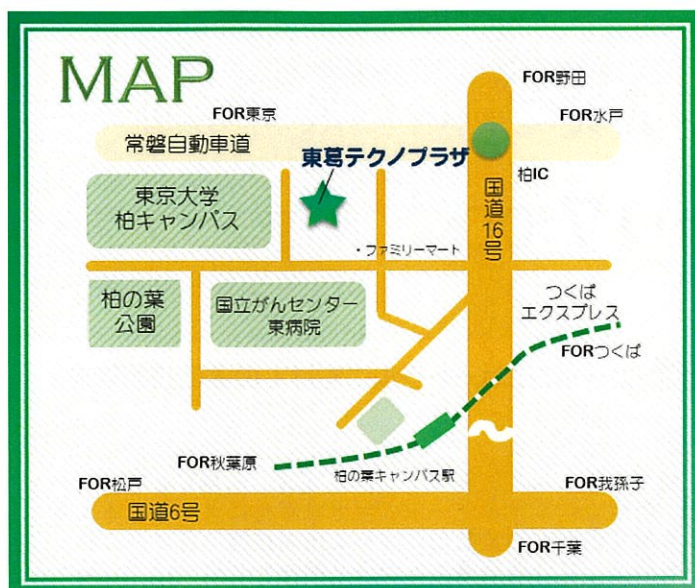 MAP
FOR野田
FOR東京
FOR水戸
常磐自動車道
東葛テクノプラザ
柏IC
東京大学
柏キャンパス
国道16号
・ファミリーマート
柏の葉
公園
国立がんセンター
東病院
つくば
エクスプレス
FORつくば
FOR秋葉原
柏の葉キャンパス駅
FOR松戸
FOR我孫子
国道6号
FOR千葉